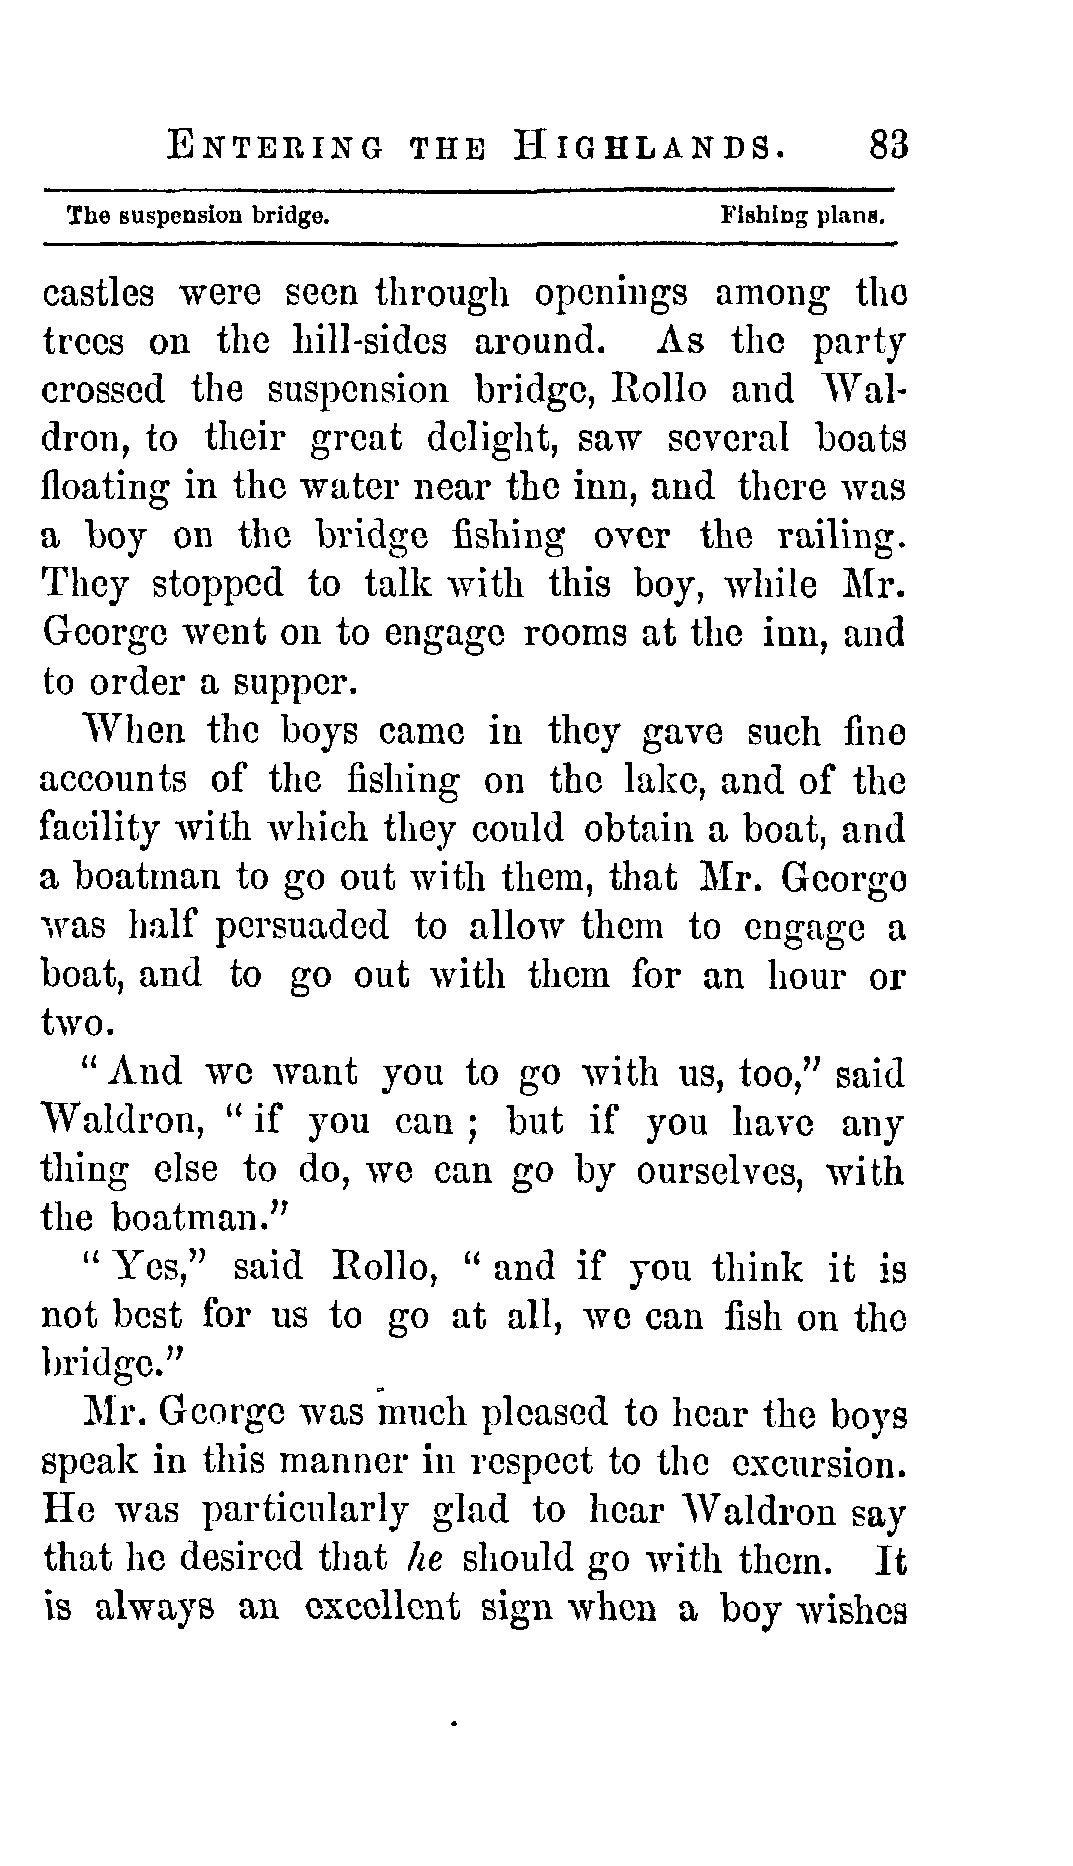 ENTERING THE HIGHLANDS. 83
The suspension bridge. Fishing plans.
castles were seen through openings among the
trees on the hill-sides around. As the party
crossed the suspension bridge, Rollo and Wal-
dron, to their great delight, saw several boats
floating in the water near the inn, and there was
a boy on the bridge fishing over the railing.
They stopped to talk with this boy, while Mr.
George went on to engage rooms at the inn, and
to order a supper.
When the boys came in they gave such fine
accounts of the fishing on the lake, and of the
facility with which they could obtain a boat, and
a boatman to go out with them, that Mr. George
was half persuaded to allow them to engage a
boat, and to go out with them for an hour or
two.
“And we want you to go with us, too,” said
Waldron, “if you can; but if you have any
thing else to do, we can go by ourselves, with
the boatman.”
“Yes,” said Rollo, “and if you think it is
not best for us to go at all, we can fish on the
bridge.”
Mr. George was much pleased to hear the boys
speak in this manner in respect to the excursion.
He was particularly glad to hear Waldron say
that he desired that he should go with them. It
is always an excellent sign when a boy wishes